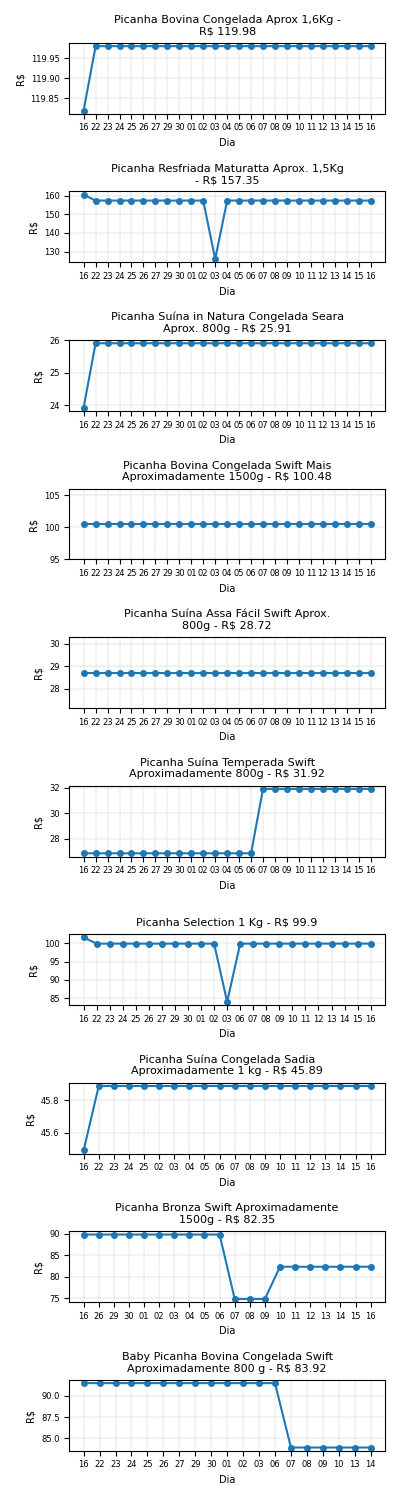 Picanha Bovina Congelada Aprox 1,6Kg -
R$ 119.98
119.95
119.90
119.85
R$
16 22 23 24 25 26 27 29 30 01 02 03 04 05 06 07 08 09 10 11 12 13 14 15 16
Dia
Picanha Resfriada Maturatta Aprox. 1,5Kg
- R$ 157.35
160
150
140
130
R$
16 22 23 24 25 26 27 29 30 01 02 03 04 05 06 07 08 09 10 11 12 13 14 15 16
Dia
Picanha Suína in Natura Congelada Seara
Aprox. 800g - R$ 25.91
26
25
24
R$
16 22 23 24 25 26 27 29 30 01 02 03 04 05 06 07 08 09 10 11 12 13 14 15 16
Dia
Picanha Bovina Congelada Swift Mais
Aproximadamente 1500g - R$ 100.48
105
100
95
R$
16 22 23 24 25 26 27 29 30 01 02 03 04 05 06 07 08 09 10 11 12 13 14 15 16
Dia
Picanha Suína Assa Fácil Swift Aprox.
800g - R$ 28.72
30
29
28
R$
16 22 23 24 25 26 27 29 30 01 02 03 04 05 06 07 08 09 10 11 12 13 14 15 16
Dia
Picanha Suína Temperada Swift
Aproximadamente 800g - R$ 31.92
32
30
28
R$
16 22 23 24 25 26 27 29 30 01 02 03 04 05 06 07 08 09 10 11 12 13 14 15 16
Dia
Picanha Selection 1 Kg - R$ 99.9
100
95
90
85
R$
16 22 23 24 25 26 27 29 30 01 02 03 06 07 05 07 08 09 10 11 12 13 14 15 16
Dia
Picanha Suína Congelada Sadia
Aproximadamente 1 kg - R$ 45.89
45.8
45.6
R$
16 22 23 24 25 02 03 04 05 06 07 08 09 10 11 12 13 14 15 16
Dia
Picanha Bronza Swift Aproximadamente
1500g - R$ 82.35
90
85
80
75
R$
16 26 29 30 01 02 03 04 05 06 07 08 09 10 11 12 13 14 15 16
Dia
Baby Picanha Bovina Congelada Swift
Aproximadamente 800 g - R$ 83.92
90.0
87.5
85.0
R$
16 22 23 24 25 26 27 29 30 01 02 03 06 07 08 09 10 13 14
Dia